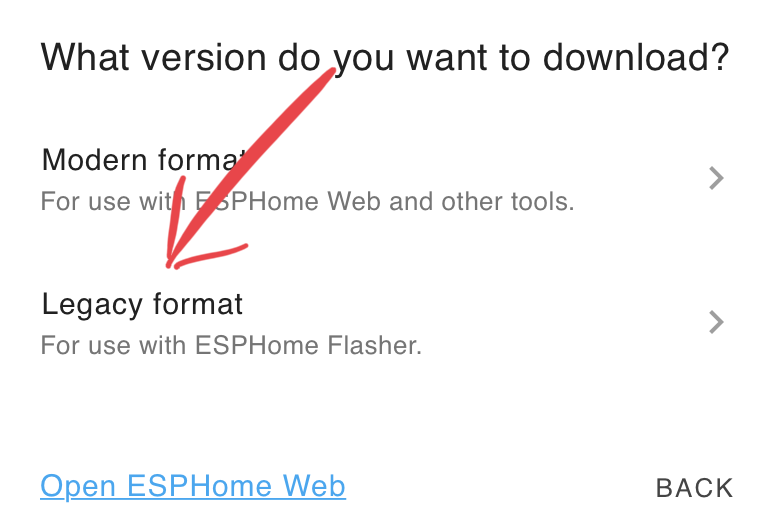 What version do you want to download?
Modern format
For use with ESPHome Web and other tools.
Legacy format
For use with ESPHome Flasher.
Open ESPHome Web
BACK